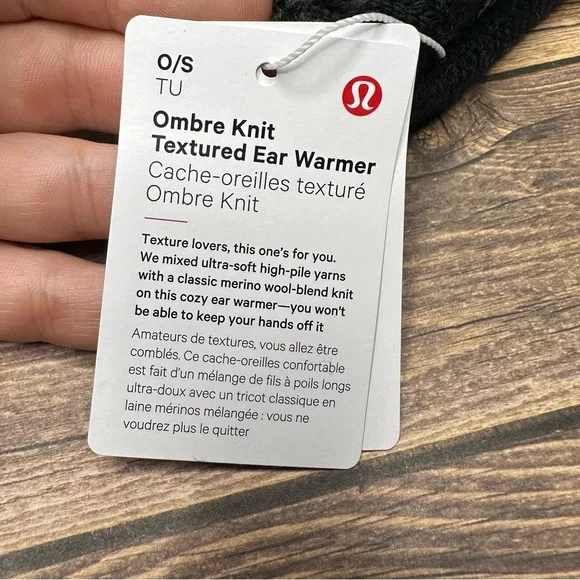 O/S
TU
Ombre Knit
Textured Ear Warmer
Cache-oreilles texturé
Ombre Knit
Texture lovers, this one's for you.
We mixed ultra-soft high-pile yarns
with a classic merino wool-blend knit
on this cozy ear warmer—you won't
be able to keep your hands off it
Amateurs de textures, vous allez être
comblés. Ce cache-oreilles confortable
est fait d'un mélange de fils à poils longs
ultra-doux avec un tricot classique en
laine mérinos mélangée : vous ne
voudrez plus le quitter